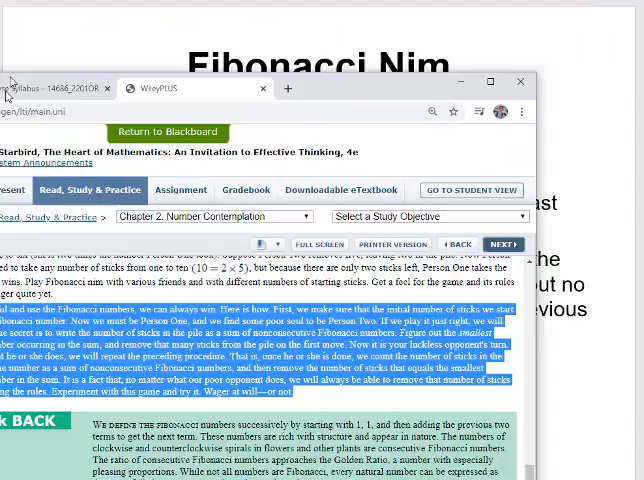 Fibonacci Nim
Syllabus – 14686_2201OR
WileyPLUS
gen/lti/main.uni
Return to Blackboard
Starbird, The Heart of Mathematics: An Invitation to Effective Thinking, 4e
stem Announcements
esent Read, Study & Practice Assignment Gradebook Downloadable eTextbook GO TO STUDENT VIEW
ast
Read, Study & Practice > Chapter 2. Number Contemplation Select a Study Objective
FULL SCREEN PRINTER VERSION BACK NEXT
the
ed to take any number of sticks from one to ten (10 = 2 × 5), but because there are only two sticks left, Person One takes the
wins. Play Fibonacci nim with various friends and with different numbers of starting sticks. Get a feel for the game and its rules
ger quite yet.
out no
evious
ul and use the Fibonacci numbers, we can always win. Here is how. First, we make sure that the initial number of sticks we start
ibonacci number. Now we must be Person One, and we find some poor soul to be Person Two. If we play it just right, we will
he secret is to write the number of sticks in the pile as a sum of nonconsecutive Fibonacci numbers. Figure out the smallest
ber occurring in the sum, and remove that many sticks from the pile on the first move. Now it is your luckless opponent's turn.
t he or she does, we will repeat the preceding procedure. That is, once he or she is done, we count the number of sticks in the
he number as a sum of nonconsecutive Fibonacci numbers, and then remove the number of sticks that equals the smallest
ber in the sum. It is a fact that, no matter what our poor opponent does, we will always be able to remove that number of sticks
ing the rules. Experiment with this game and try it. Wager at will—or not.
k BACK
WE DEFINE THE FIBONACCI numbers successively by starting with 1, 1, and then adding the previous two
terms to get the next term. These numbers are rich with structure and appear in nature. The numbers of
clockwise and counterclockwise spirals in flowers and other plants are consecutive Fibonacci numbers.
The ratio of consecutive Fibonacci numbers approaches the Golden Ratio, a number with especially
pleasing proportions. While not all numbers are Fibonacci, every natural number can be expressed as